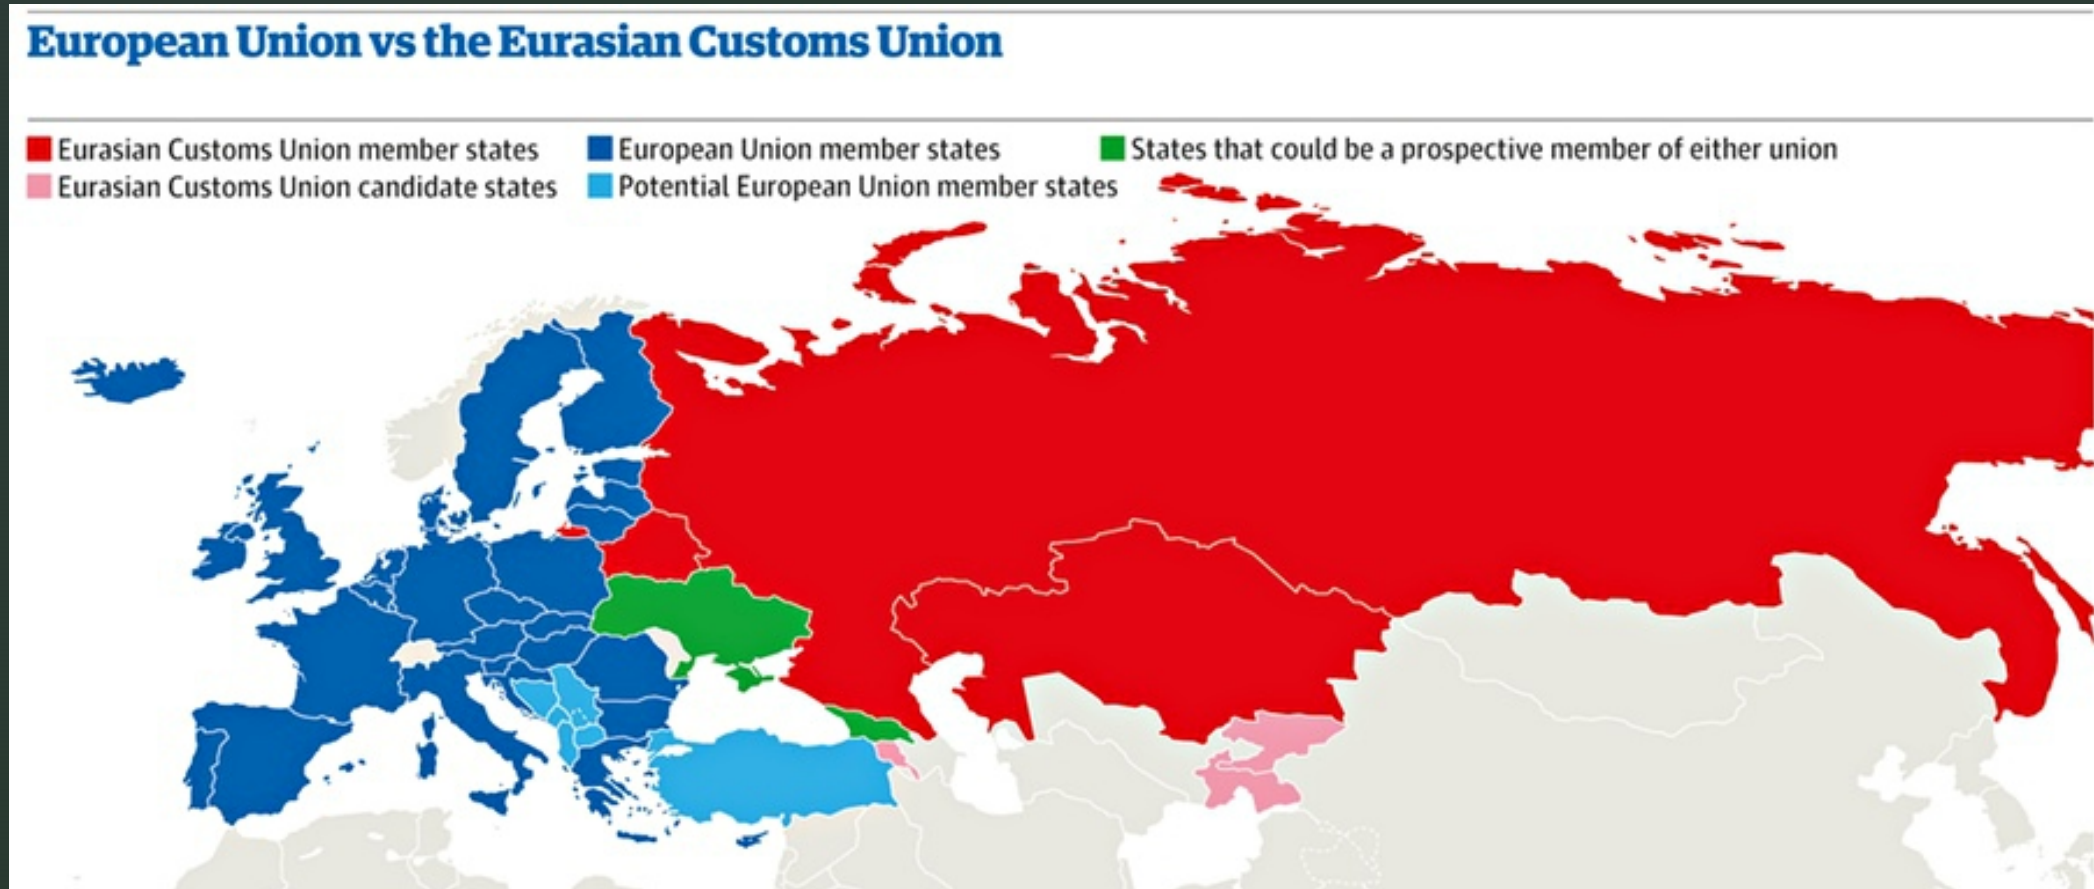 European Union vs the Eurasian Customs Union
Eurasian Customs Union member states
European Union member states
States that could be a prospective member of either union
Eurasian Customs Union candidate states
Potential European Union member states